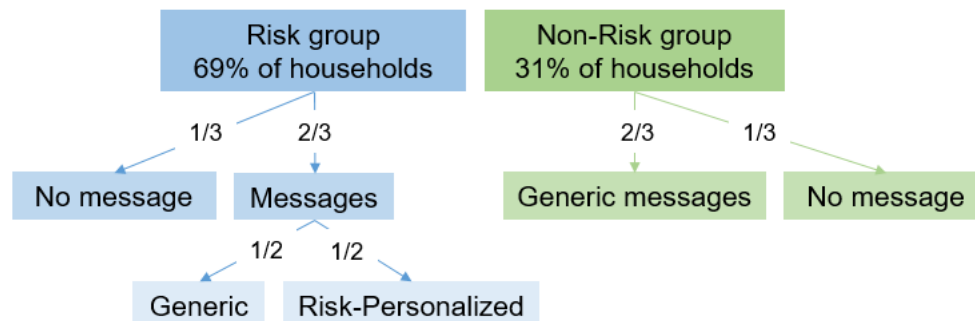 Risk group
69% of households
Non-Risk group
31% of households
1/3
2/3
2/3
1/3
No message
Messages
Generic messages
No message
1/2
1/2
Generic
Risk-Personalized